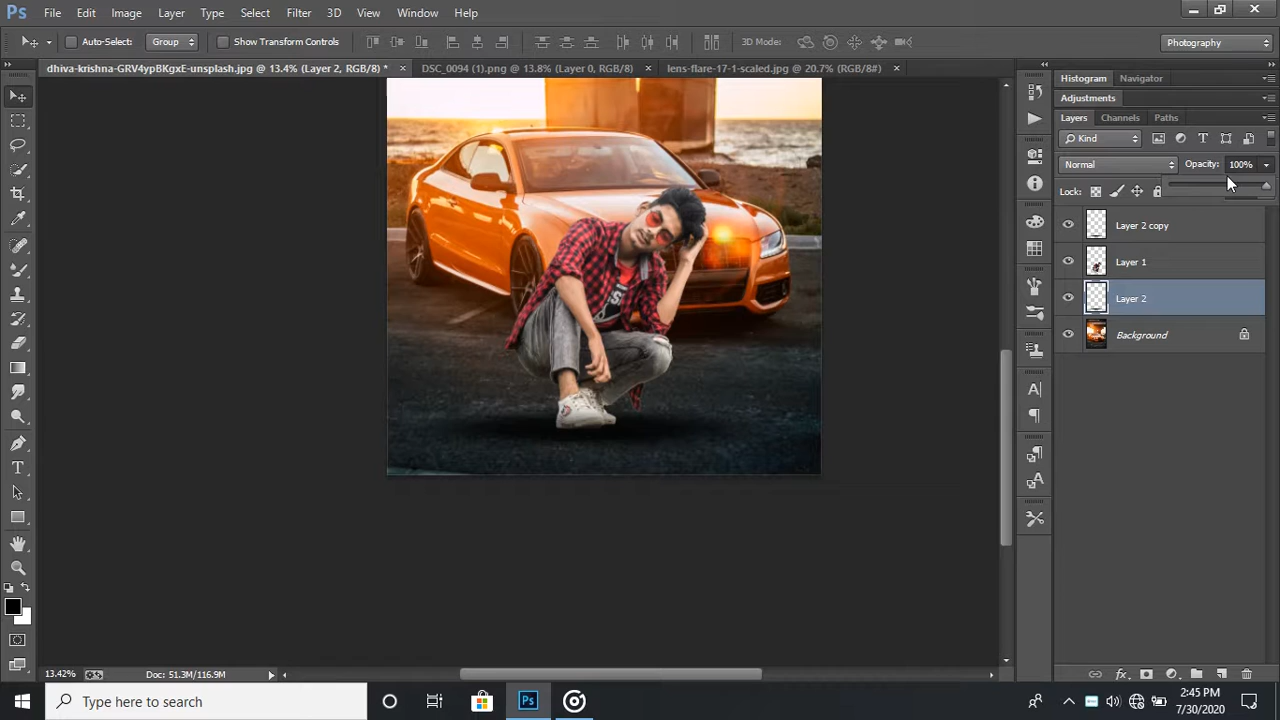 Ps File Edit Image Layer Type Select Filter 3D View Window Help
Auto-Select: Group Show Transform Controls 3D Mode: Photography
dhiva-krishna-GRV4ypBKgxE-unsplash.jpg @ 13.4% (Layer 2, RGB/8) * × DSC_0094 (1).png @ 13.8% (Layer 0, RGB/8) × lens-flare-17-1-scaled.jpg @ 20.7% (RGB/8#) ×
Histogram Navigator
Adjustments
Layers Channels Paths
Kind
Normal Opacity: 100%
Lock:
Layer 2 copy
Layer 1
Layer 2
Background
13.42% Doc: 51.3M/116.9M
Type here to search
Ps
2:45 PM
7/30/2020